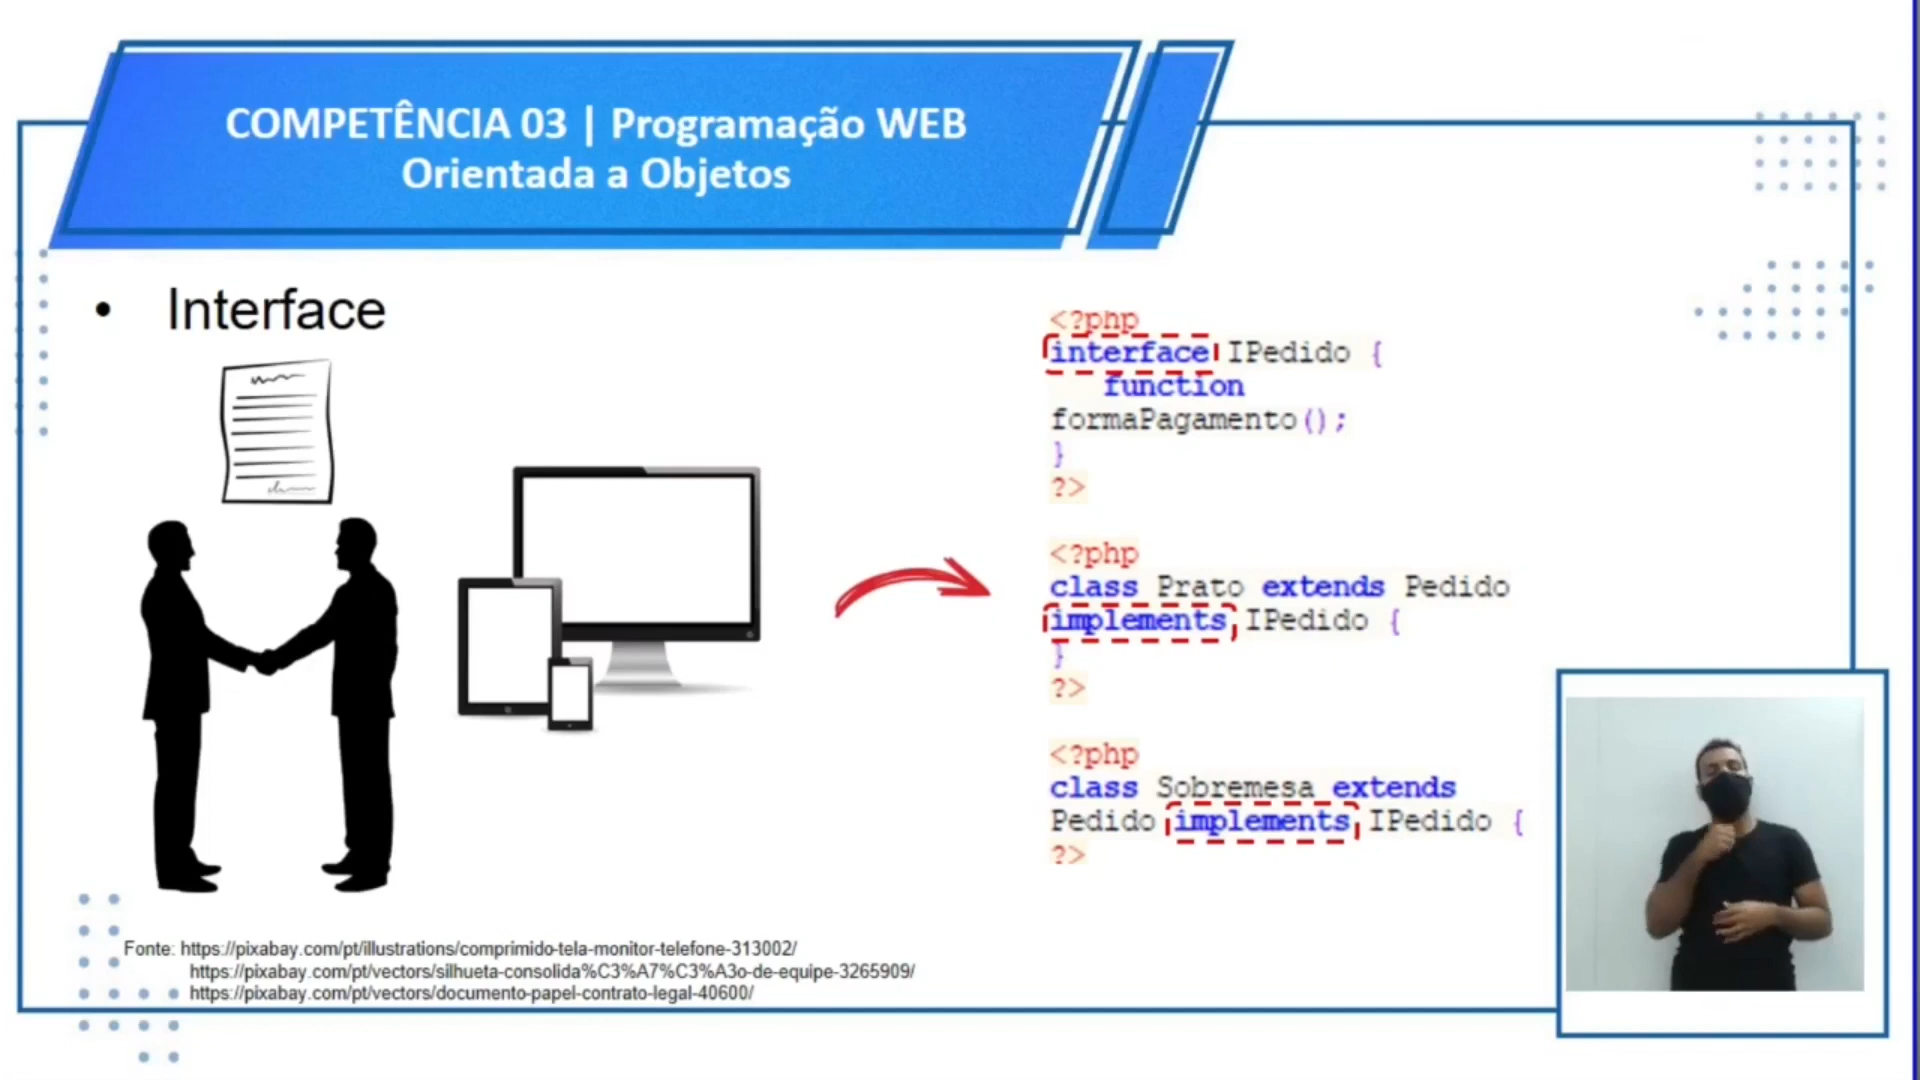 COMPETÊNCIA 03 | Programação WEB
Orientada a Objetos
• Interface
<?php
interface IPedido {
function
formaPagamento();
}
?>
<?php
class Prato extends Pedido
implements IPedido {
}
?>
<?php
class Sobremesa extends
Pedido implements IPedido {
?>
Fonte: https://pixabay.com/pt/illustrations/comprimido-tela-monitor-telefone-313002/
https://pixabay.com/pt/vectors/silhueta-consolida%C3%A7%C3%A3o-de-equipe-3265909/
https://pixabay.com/pt/vectors/documento-papel-contrato-legal-40600/